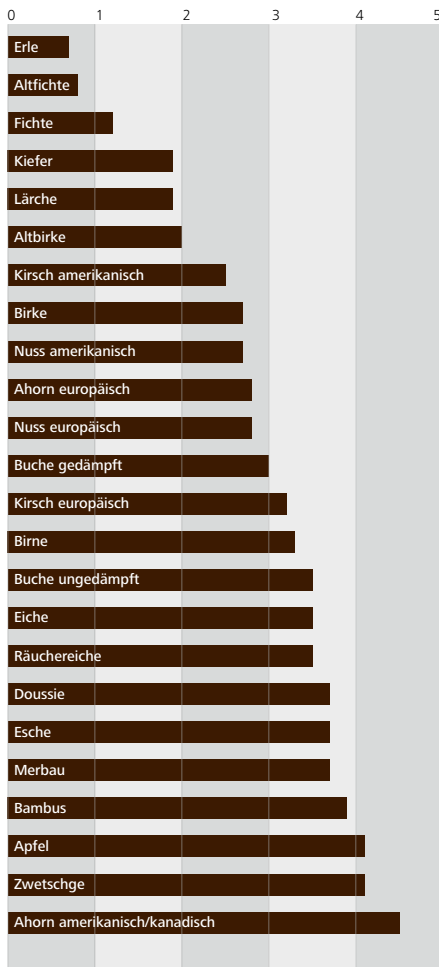 0 1 2 3 4 5
Erle
Altfichte
Fichte
Kiefer
Lärche
Altbirke
Kirsch amerikanisch
Birke
Nuss amerikanisch
Ahorn europäisch
Nuss europäisch
Buche gedämpft
Kirsch europäisch
Birne
Buche ungedämpft
Eiche
Räuchereiche
Doussie
Esche
Merbau
Bambus
Apfel
Zwetschge
Ahorn amerikanisch/kanadisch